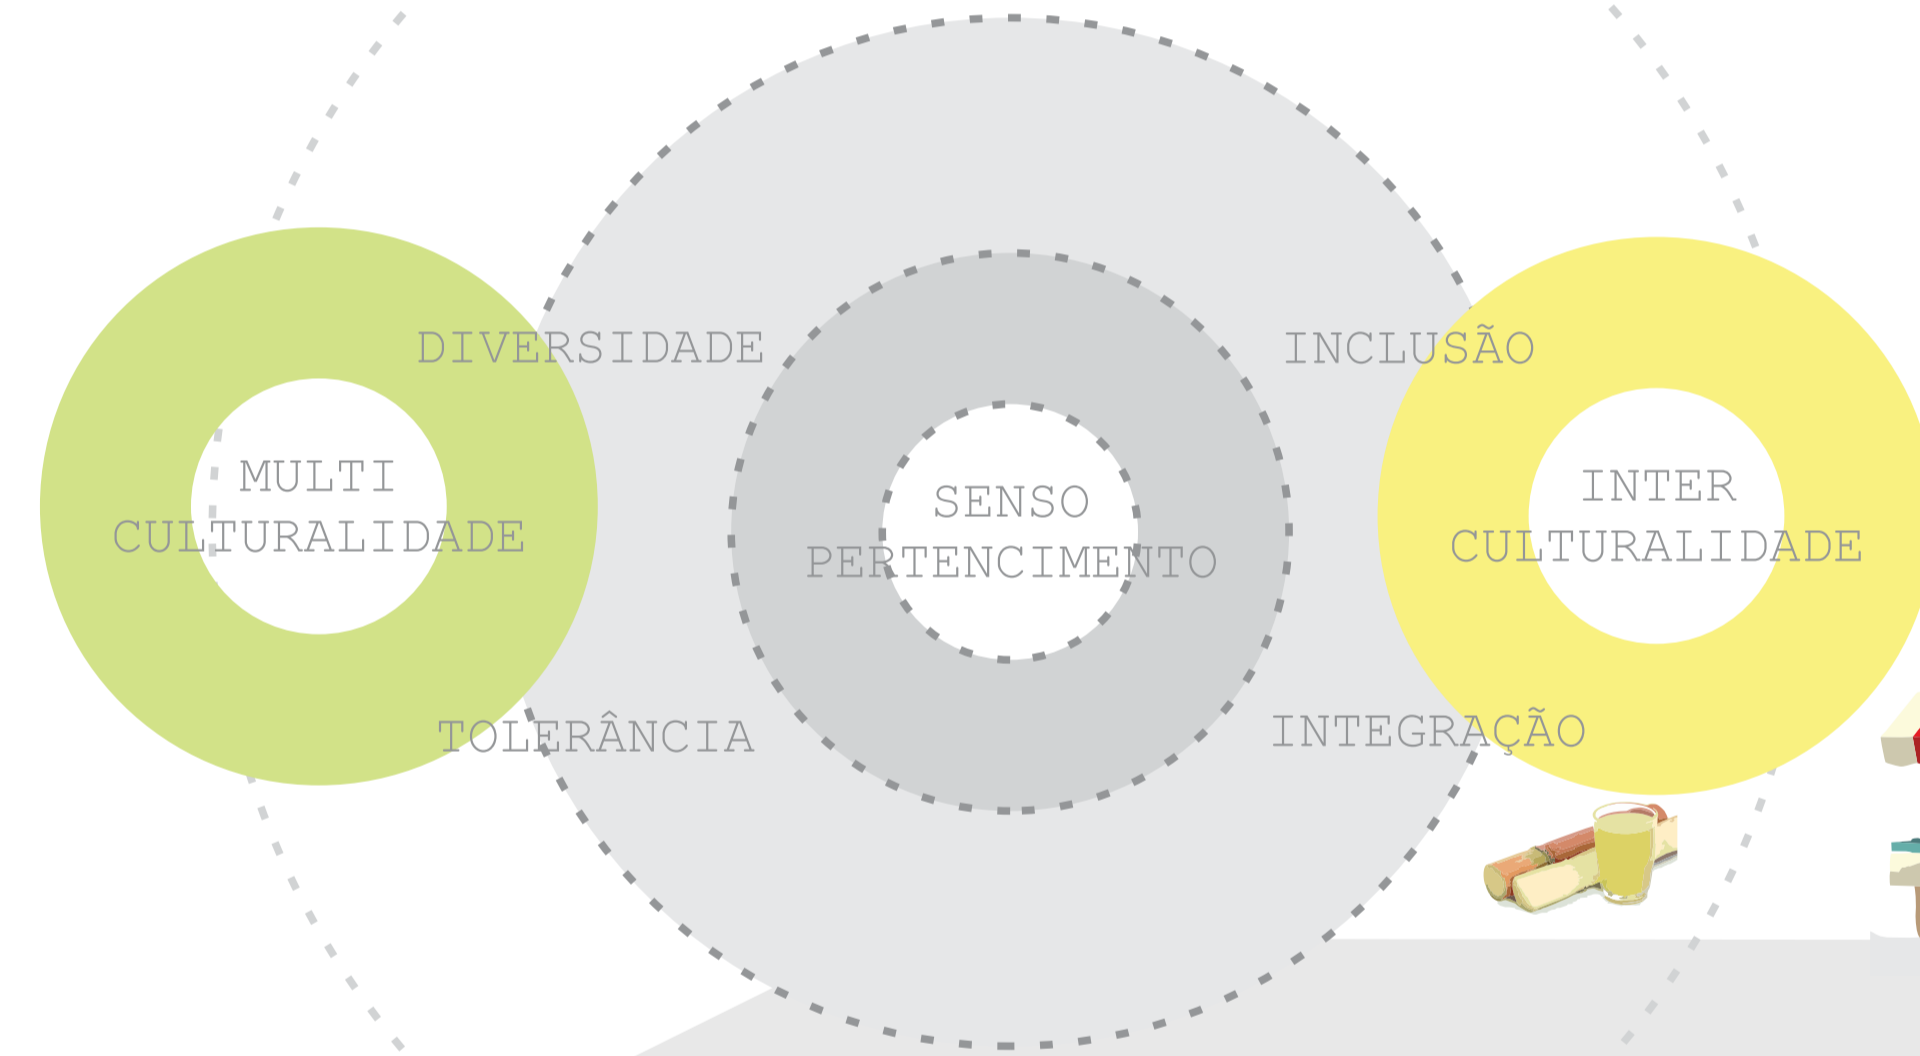 DIVERSIDADE
INCLUSÃO
MULTI
CULTURALIDADE
SENSO
PERTENCIMENTO
INTER
CULTURALIDADE
TOLERÂNCIA
INTEGRAÇÃO